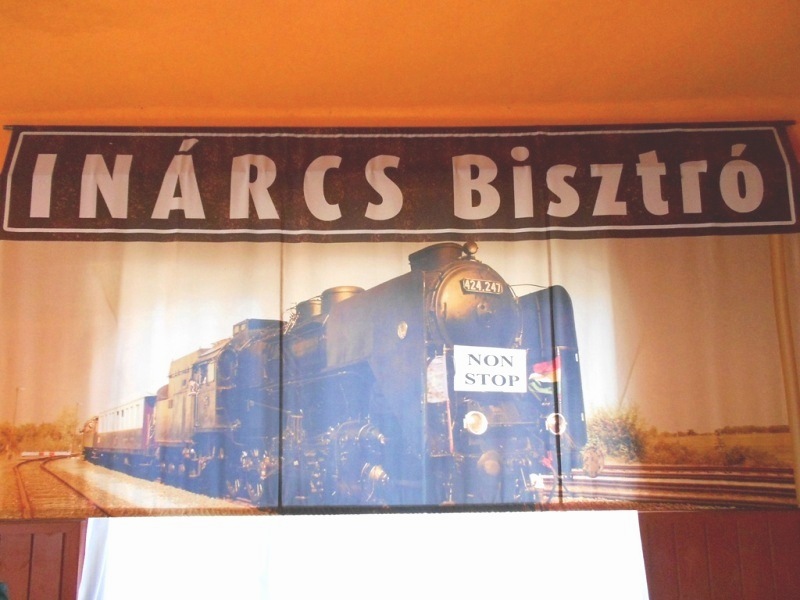 INÁRCS Bisztró
424.247
NON
STOP